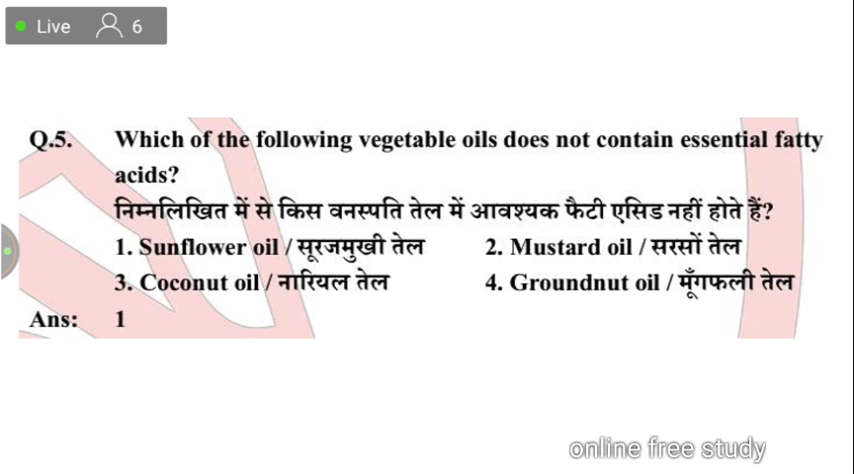 Live 6
Q.5. Which of the following vegetable oils does not contain essential fatty
acids?
निम्नलिखित में से किस वनस्पति तेल में आवश्यक फैटी एसिड नहीं होते हैं?
1. Sunflower oil / सूरजमुखी तेल 2. Mustard oil / सरसों तेल
3. Coconut oil / नारियल तेल 4. Groundnut oil / मूँगफली तेल
Ans: 1
online free study